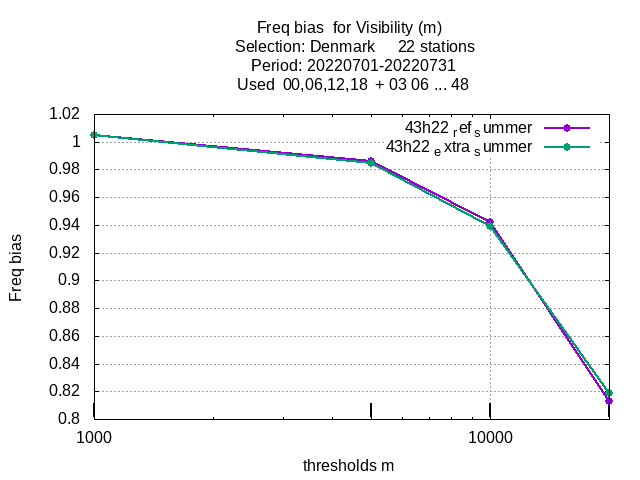 Freq bias  for Visibility (m)
Selection: Denmark     22 stations
Period: 20220701-20220731
Used  00,06,12,18  + 03 06 ... 48
43h22 ref summer
43h22 extra summer
1.02
1
0.98
0.96
0.94
0.92
0.9
0.88
0.86
0.84
0.82
0.8
Freq bias
1000
10000
thresholds m